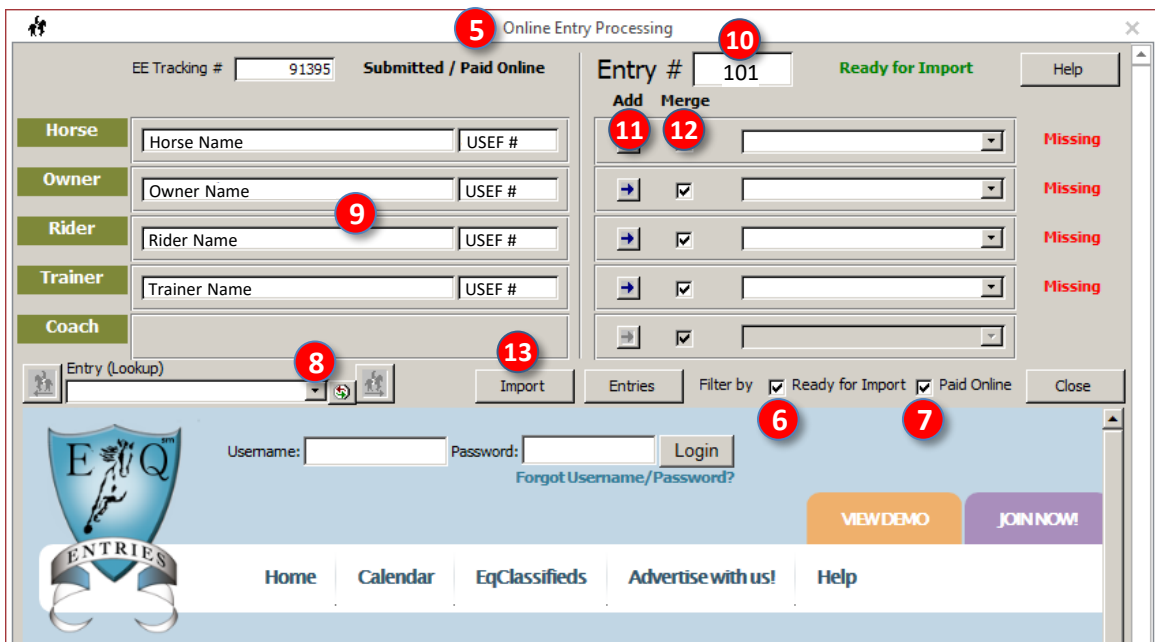 5 Online Entry Processing
10
EE Tracking # 91395 Submitted / Paid Online Entry # 101 Ready for Import Help
Add Merge
Horse Horse Name USEF # 11 12 Missing
Owner Owner Name USEF # Missing
9
Rider Rider Name USEF # Missing
Trainer Trainer Name USEF # Missing
Coach
8 13
Entry (Lookup)
Import Entries Filter by Ready for Import Paid Online Close
6 7
Username: Password: Login
Forgot Username/Password?
E Q sm
VIEW DEMO JOIN NOW!
ENTRIES
Home Calendar EqClassifieds Advertise with us! Help